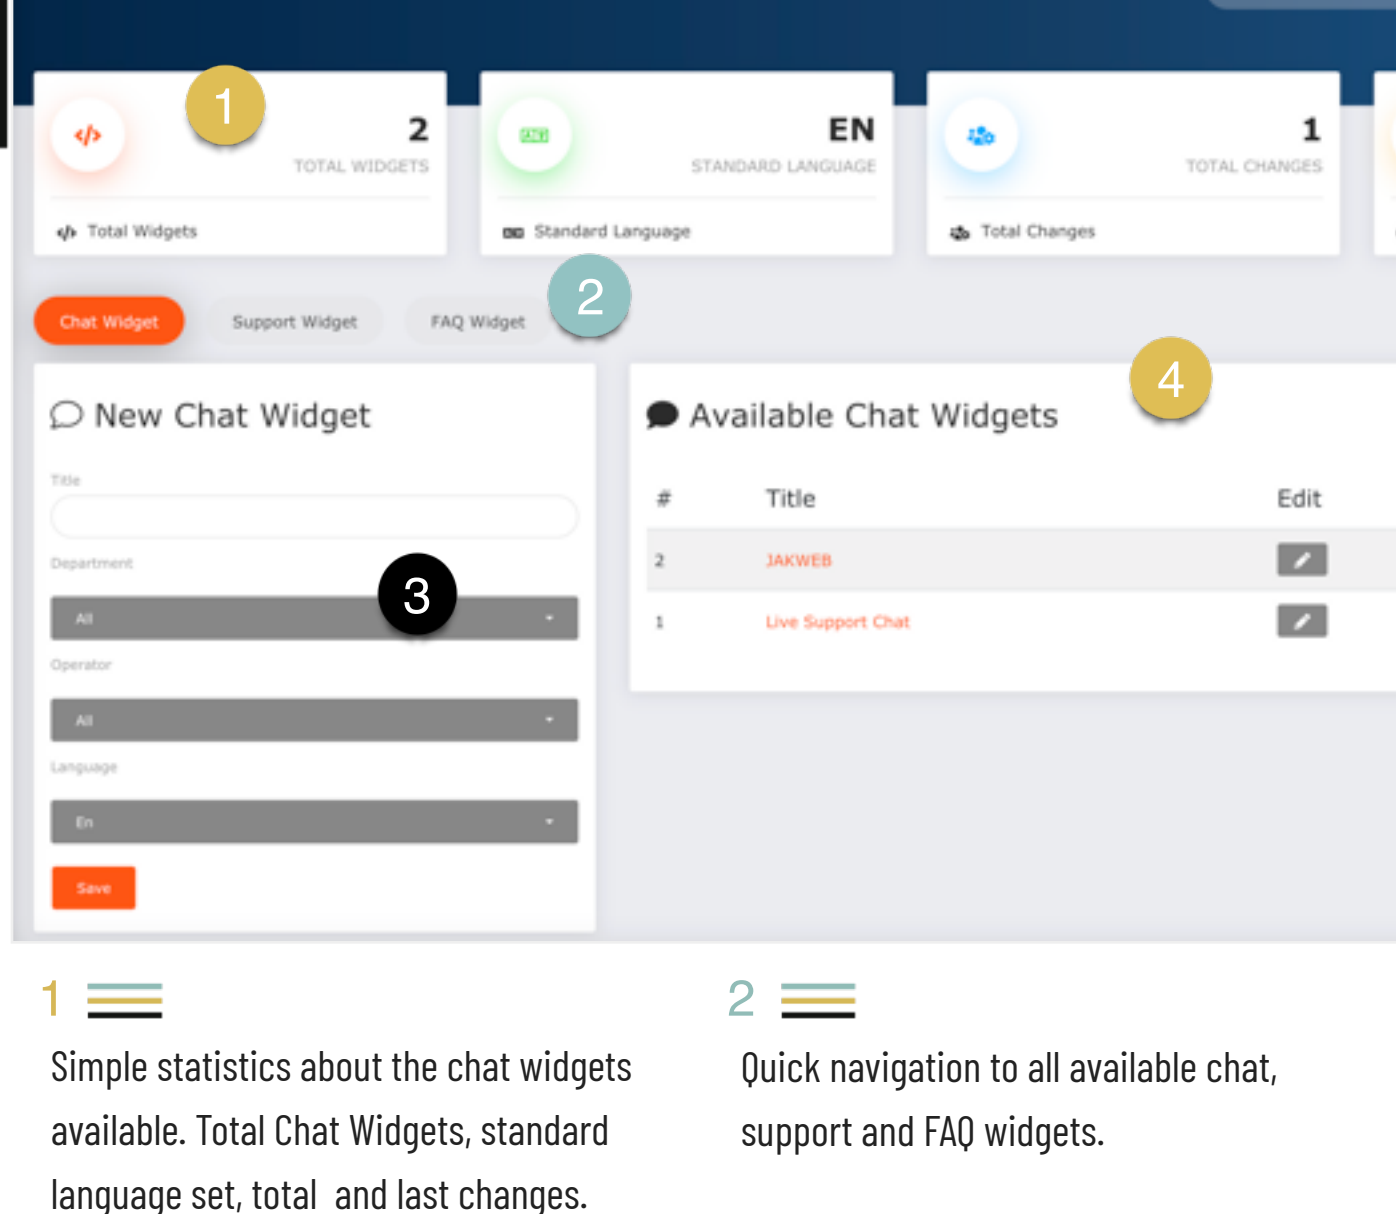 1
2
TOTAL WIDGETS
Total Widgets
EN
STANDARD LANGUAGE
Standard Language
1
TOTAL CHANGES
Total Changes
Chat Widget
Support Widget
FAQ Widget
2
New Chat Widget
Title
Department
3
All
Operator
All
Language
En
Save
4
Available Chat Widgets
# Title Edit
2 JAKWEB
1 Live Support Chat
1
Simple statistics about the chat widgets
available. Total Chat Widgets, standard
language set, total  and last changes.
2
Quick navigation to all available chat,
support and FAQ widgets.